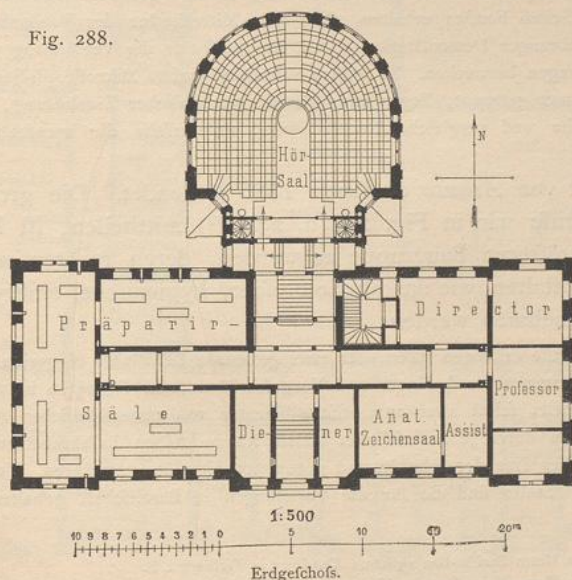 Fig. 288.
Hör-
Saal
N
Präparir-
Director
Professor
Säle
Die-
ner
Anat.
Zeichensaal
Assist.
1:500
10 9 8 7 6 5 4 3 2 1 0 5 10 15 20ᵐ
Erdgeſchoſs.